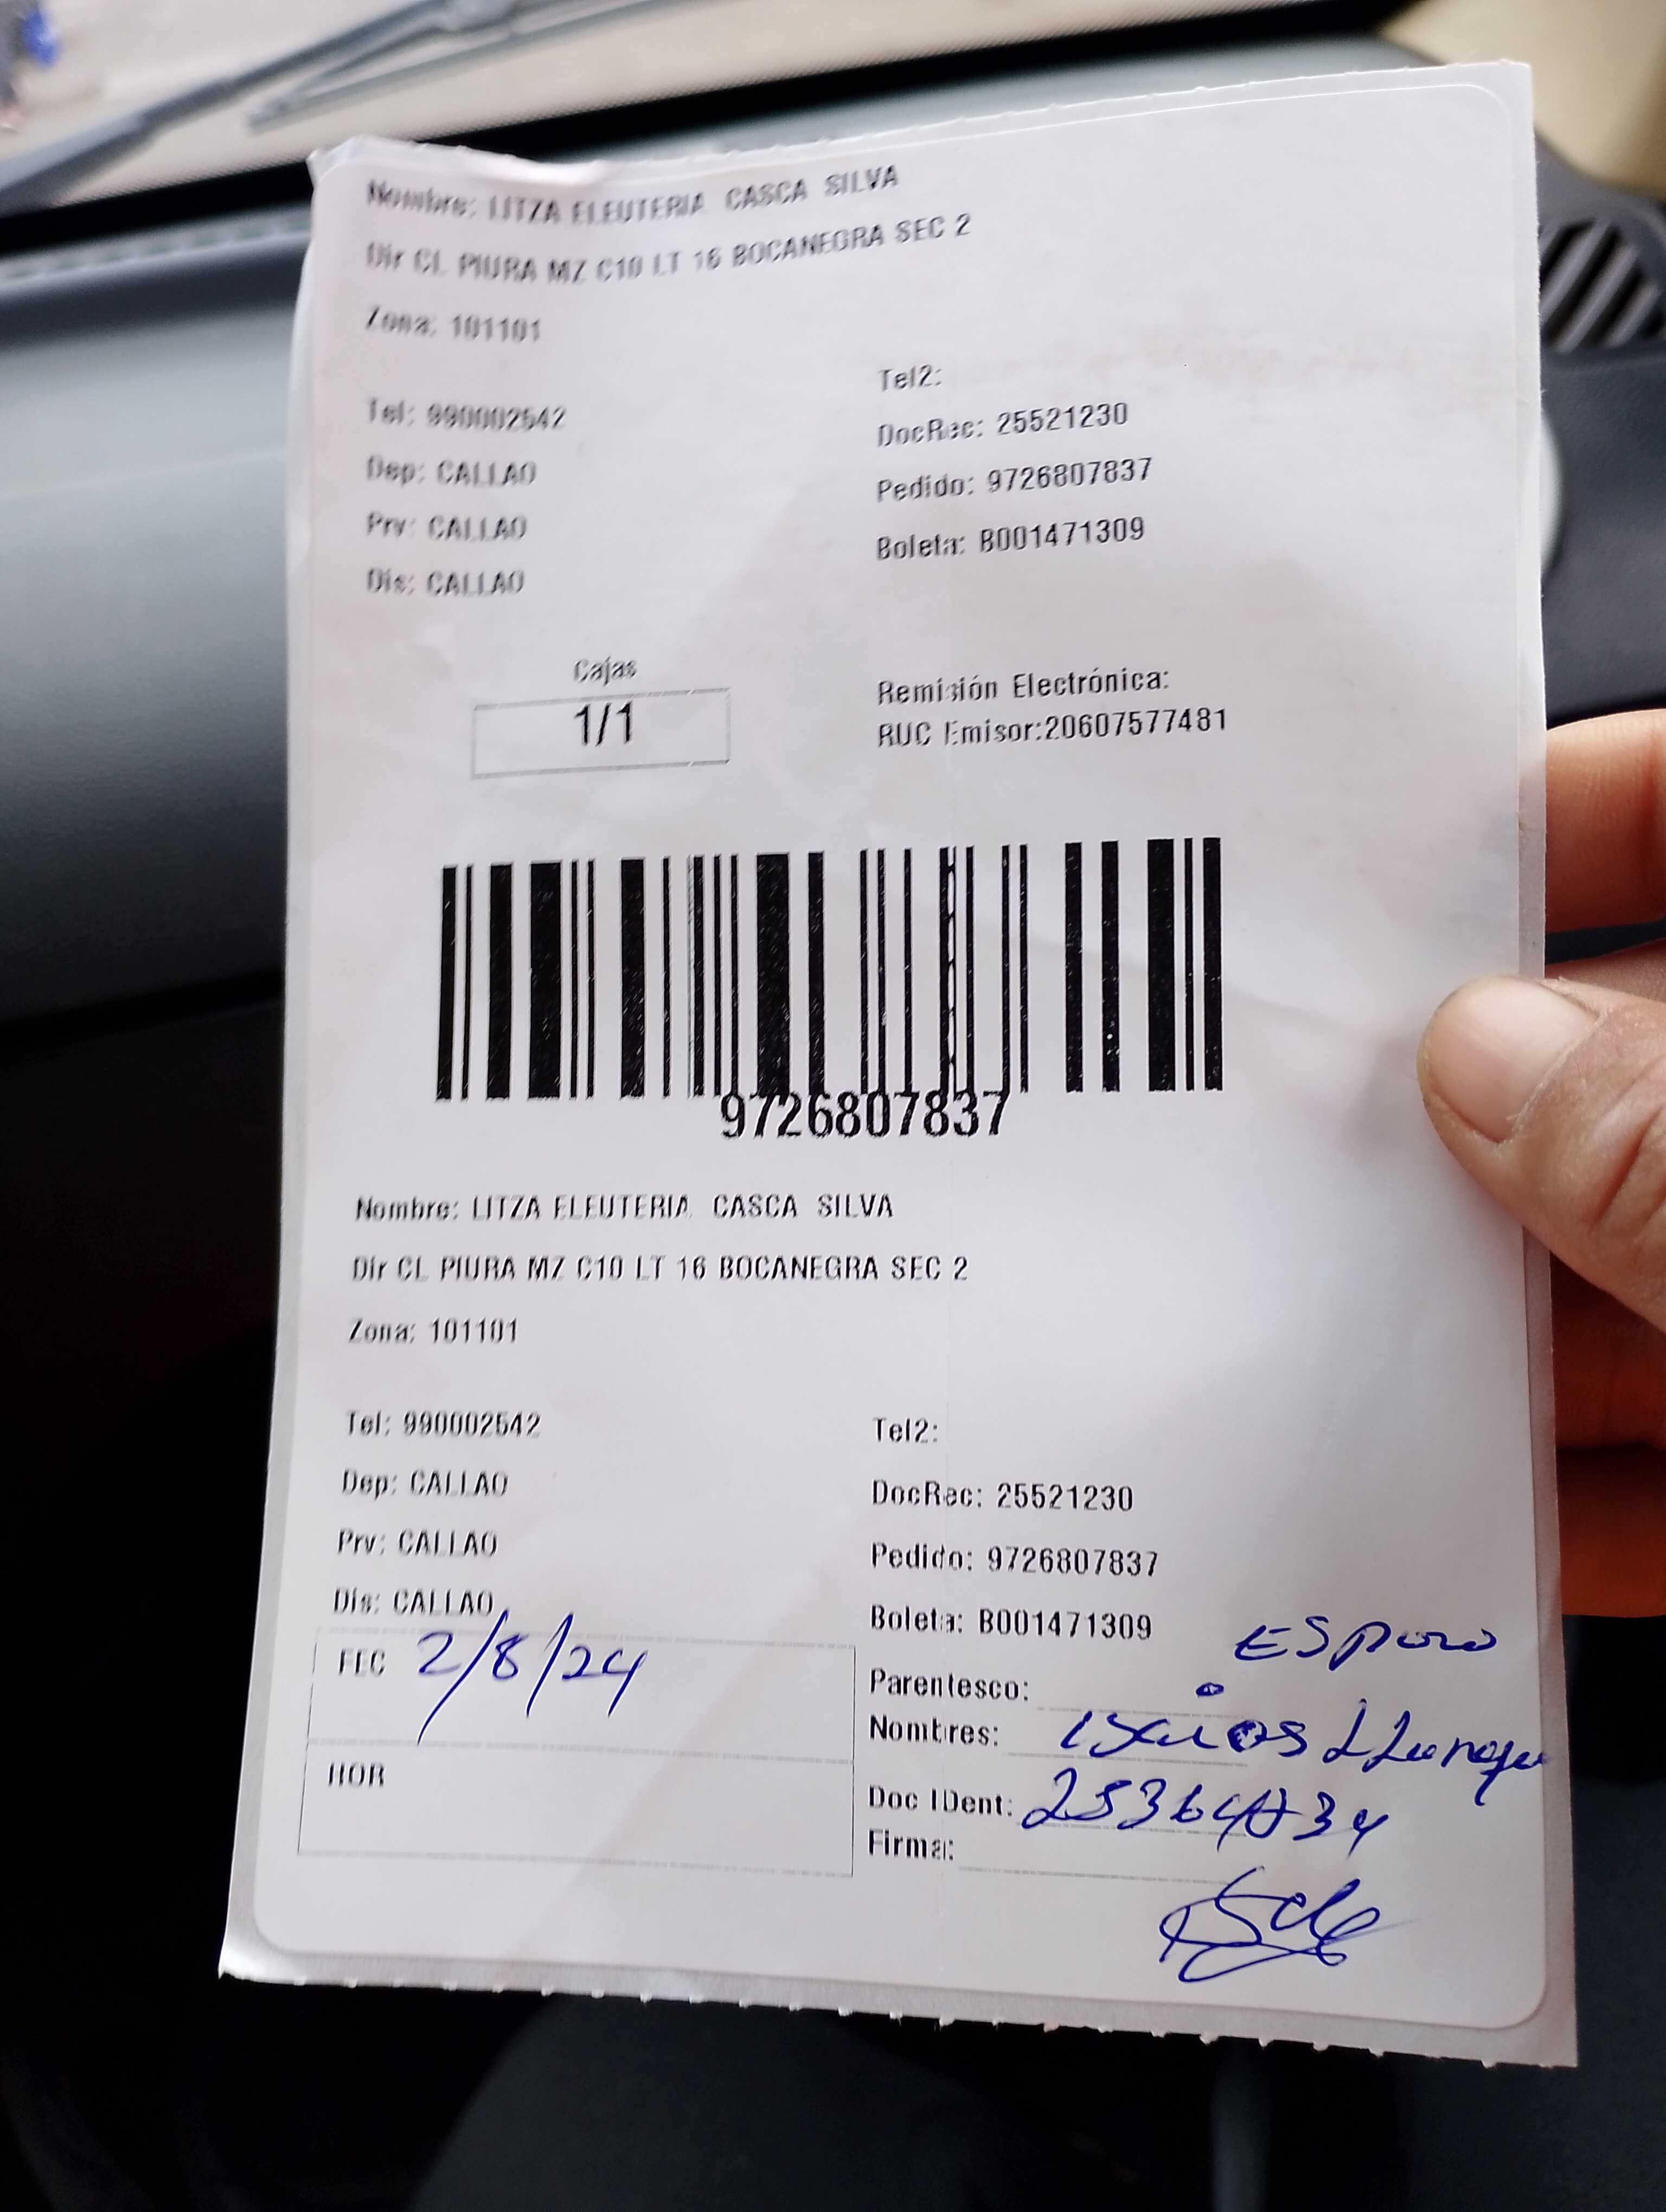 Nombre: LITZA ELEUTERIA CASCA SILVA
Dir CL PIURA MZ C10 LT 16 BOCANEGRA SEC 2
Zona: 101101
Tel: 990002542
Tel2:
DocRec: 25521230
Dep: CALLAO
Pedido: 9726807837
Prv: CALLAO
Boleta: B001471309
Dis: CALLAO
Cajas
1/1
Remisión Electrónica:
RUC Emisor:20607577481
9726807837
Nombre: LITZA ELEUTERIA CASCA SILVA
Dir CL PIURA MZ C10 LT 16 BOCANEGRA SEC 2
Zona: 101101
Tel: 990002542
Tel2:
Dep: CALLAO
DocRec: 25521230
Prv: CALLAO
Pedido: 9726807837
Dis: CALLAO
Boleta: B001471309
FEC 2/8/24
Parentesco: Esposo
Nombres: Isaias
HOR
Doc IDent:
Firma: